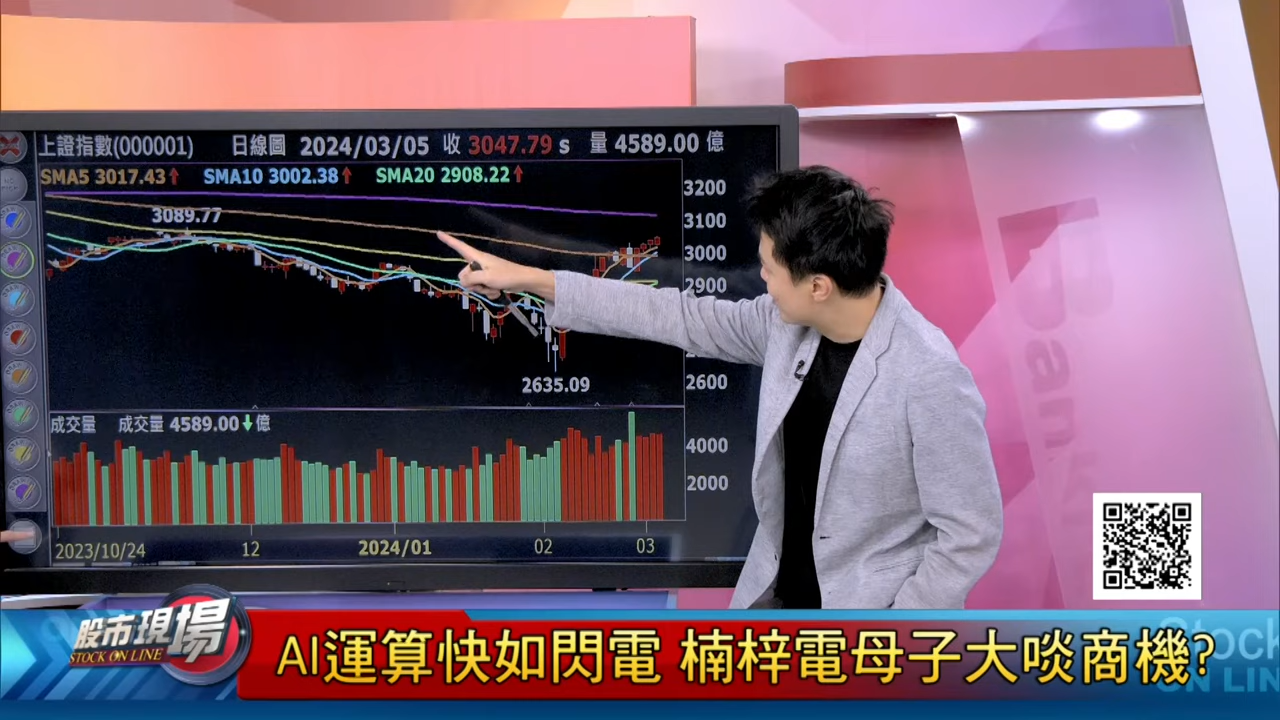 上證指數(000001) 日線圖 2024/03/05 收 3047.79 s 量 4589.00 億
SMA5 3017.43↑ SMA10 3002.38↑ SMA20 2908.22↑
3200
3089.77
3100
3000
2900
2635.09
2600
成交量 成交量 4589.00↓億
4000
2000
2023/10/24 12 2024/01 02 03
Bank
股市現場
STOCK ON LINE
AI運算快如閃電 楠梓電母子大啖商機?
Stock
ON LIN